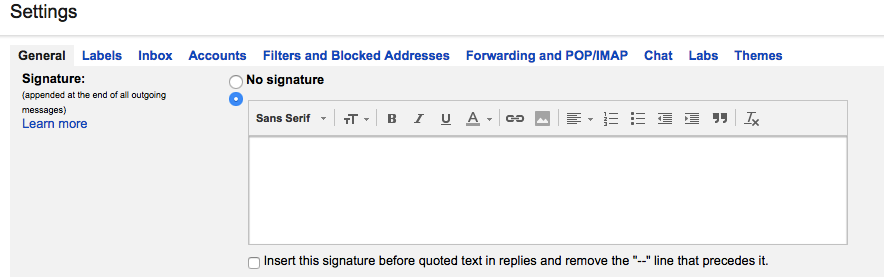 Settings
General Labels Inbox Accounts Filters and Blocked Addresses Forwarding and POP/IMAP Chat Labs Themes
Signature:
(appended at the end of all outgoing
messages)
Learn more
No signature
Sans Serif
Insert this signature before quoted text in replies and remove the "--" line that precedes it.